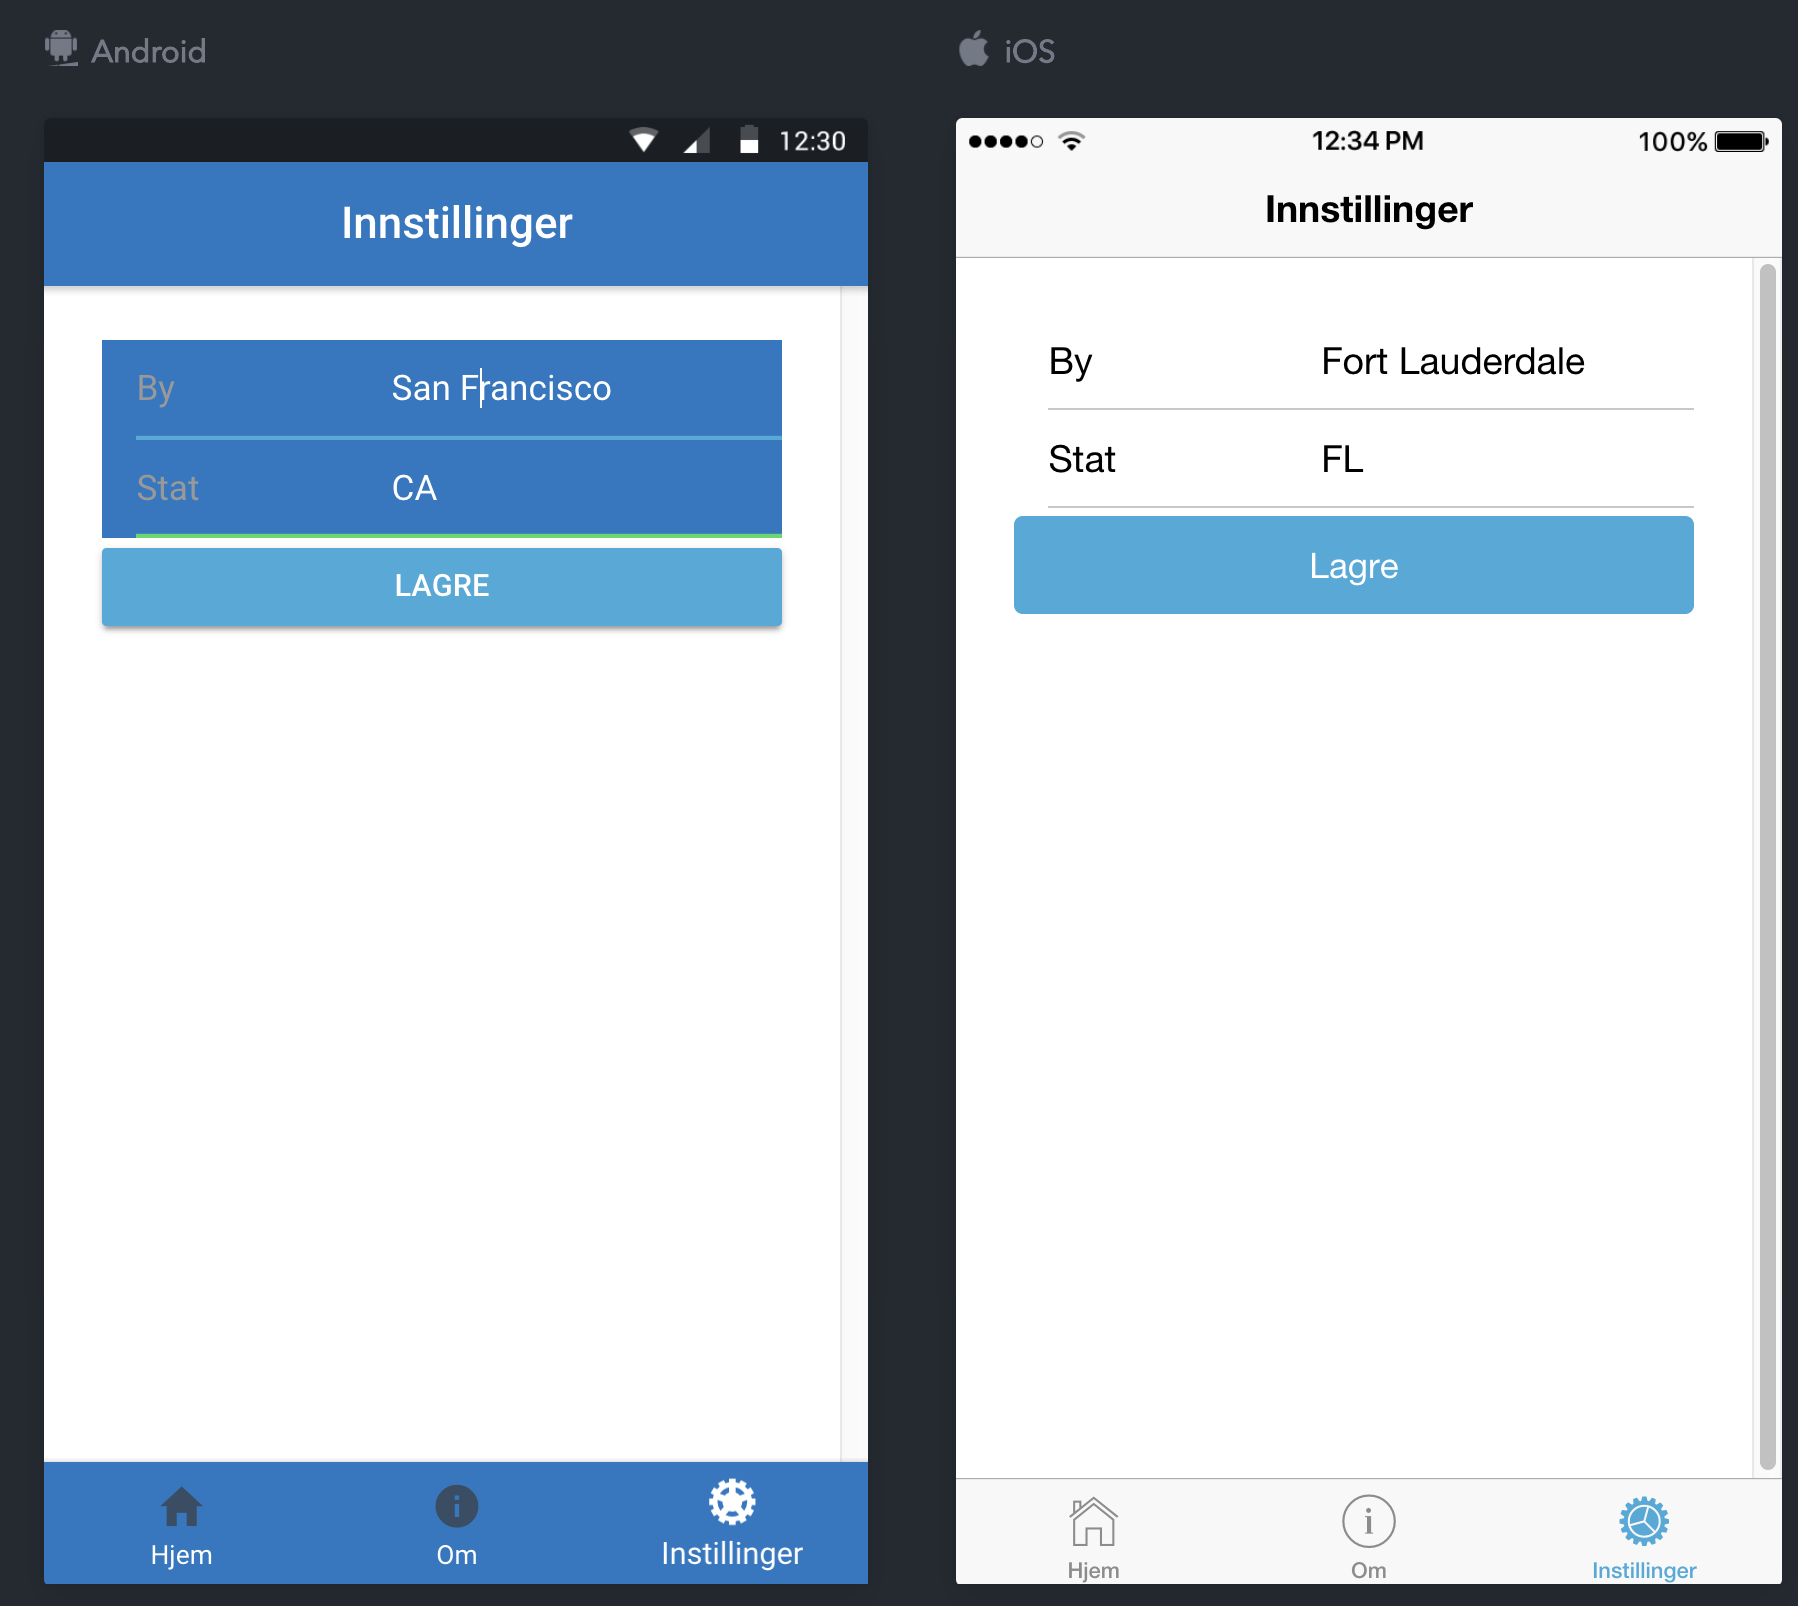 Android
12:30
Innstillinger
By San Francisco
Stat CA
LAGRE
Hjem Om Instillinger
iOS
12:34 PM 100%
Innstillinger
By Fort Lauderdale
Stat FL
Lagre
Hjem Om Instillinger